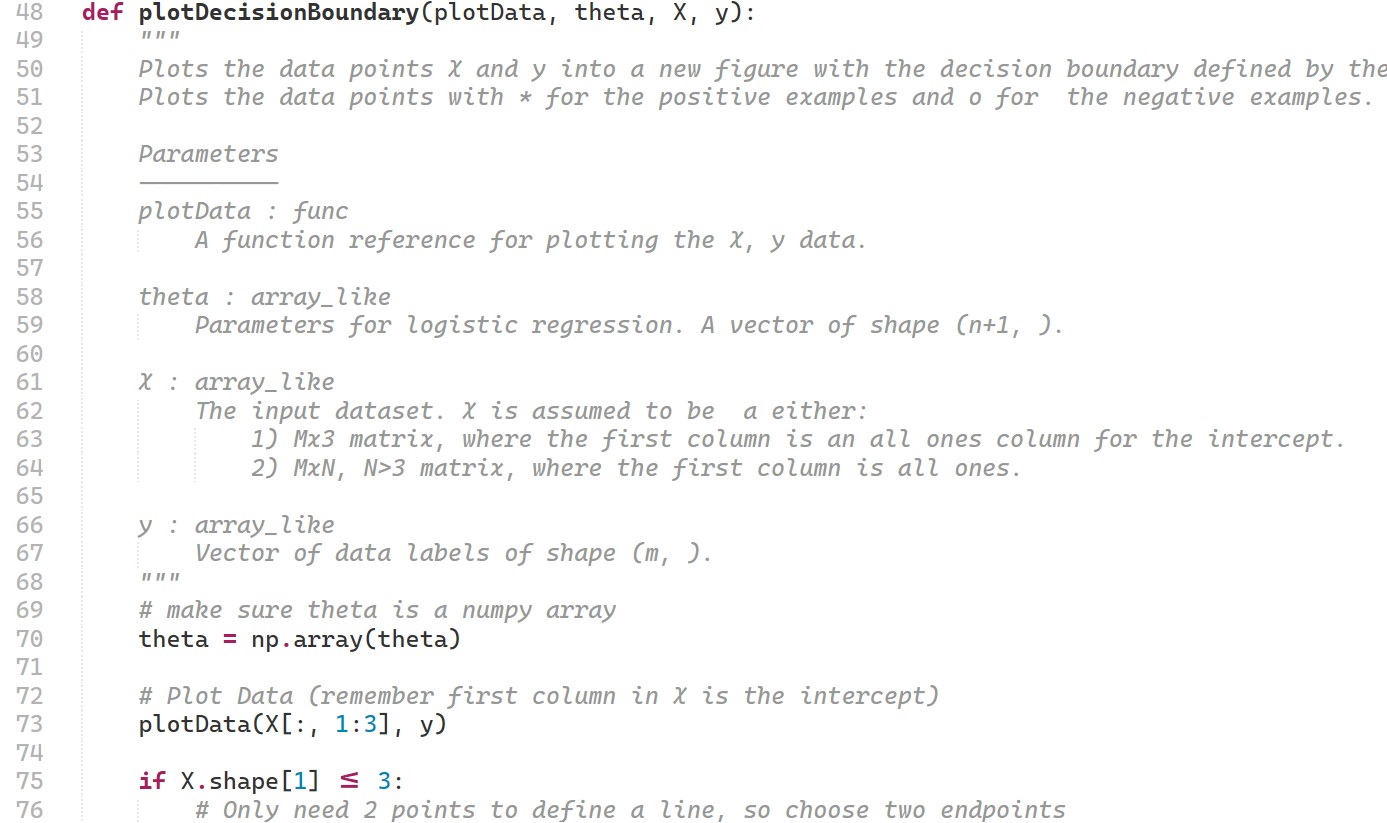 48 def plotDecisionBoundary(plotData, theta, X, y):
49 """
50 Plots the data points X and y into a new figure with the decision boundary defined by the
51 Plots the data points with * for the positive examples and o for  the negative examples.
52
53 Parameters
54 ----------
55 plotData : func
56 A function reference for plotting the X, y data.
57
58 theta : array_like
59 Parameters for logistic regression. A vector of shape (n+1, ).
60
61 X : array_like
62 The input dataset. X is assumed to be  a either:
63 1) Mx3 matrix, where the first column is an all ones column for the intercept.
64 2) MxN, N>3 matrix, where the first column is all ones.
65
66 y : array_like
67 Vector of data labels of shape (m, ).
68 """
69 # make sure theta is a numpy array
70 theta = np.array(theta)
71
72 # Plot Data (remember first column in X is the intercept)
73 plotData(X[:, 1:3], y)
74
75 if X.shape[1] ≤ 3:
76 # Only need 2 points to define a line, so choose two endpoints